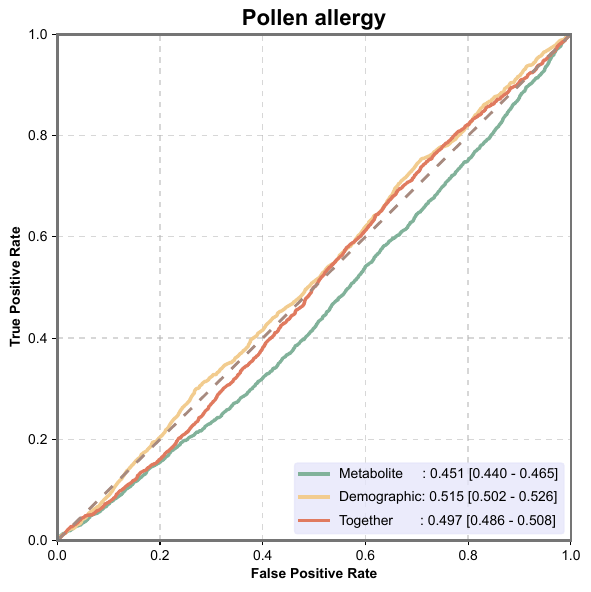 Pollen allergy
True Positive Rate
1.0
0.8
0.6
0.4
0.2
0.0
Metabolite : 0.451 [0.440 - 0.465]
Demographic: 0.515 [0.502 - 0.526]
Together : 0.497 [0.486 - 0.508]
0.0 0.2 0.4 0.6 0.8 1.0
False Positive Rate